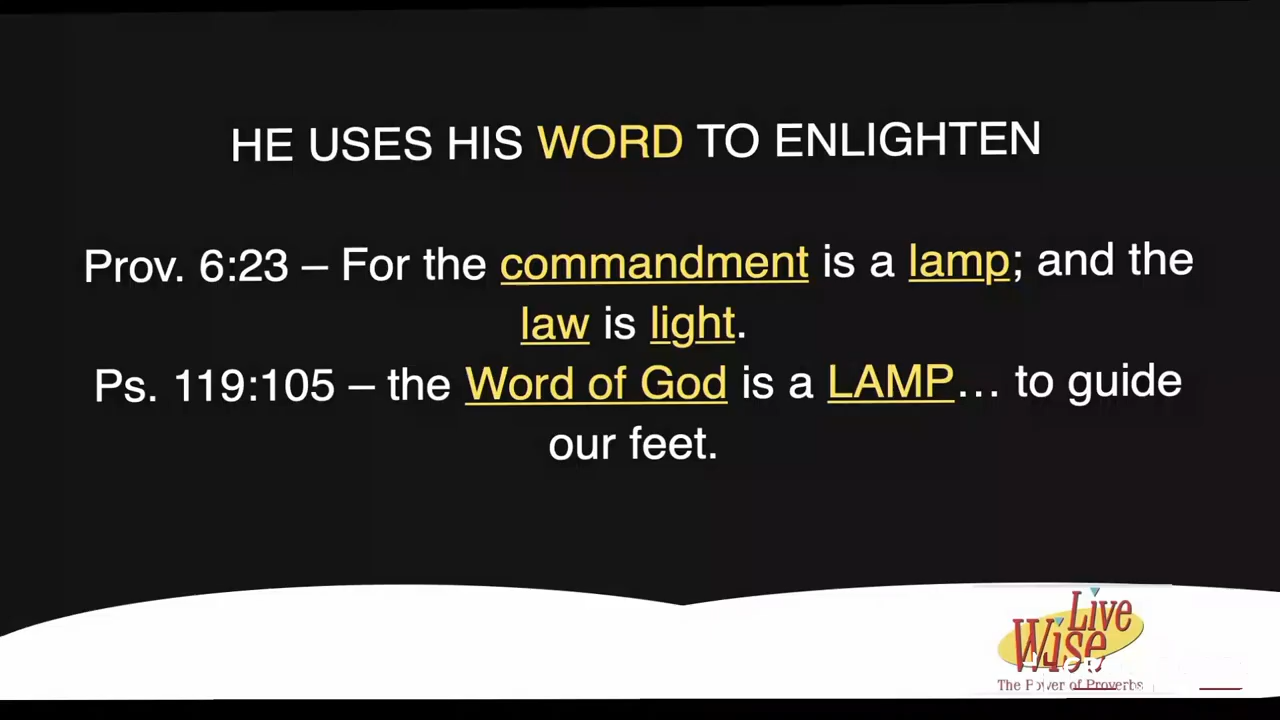 HE USES HIS WORD TO ENLIGHTEN
Prov. 6:23 – For the commandment is a lamp; and the
law is light.
Ps. 119:105 – the Word of God is a LAMP… to guide
our feet.
Live
Wise
The Power of Proverbs